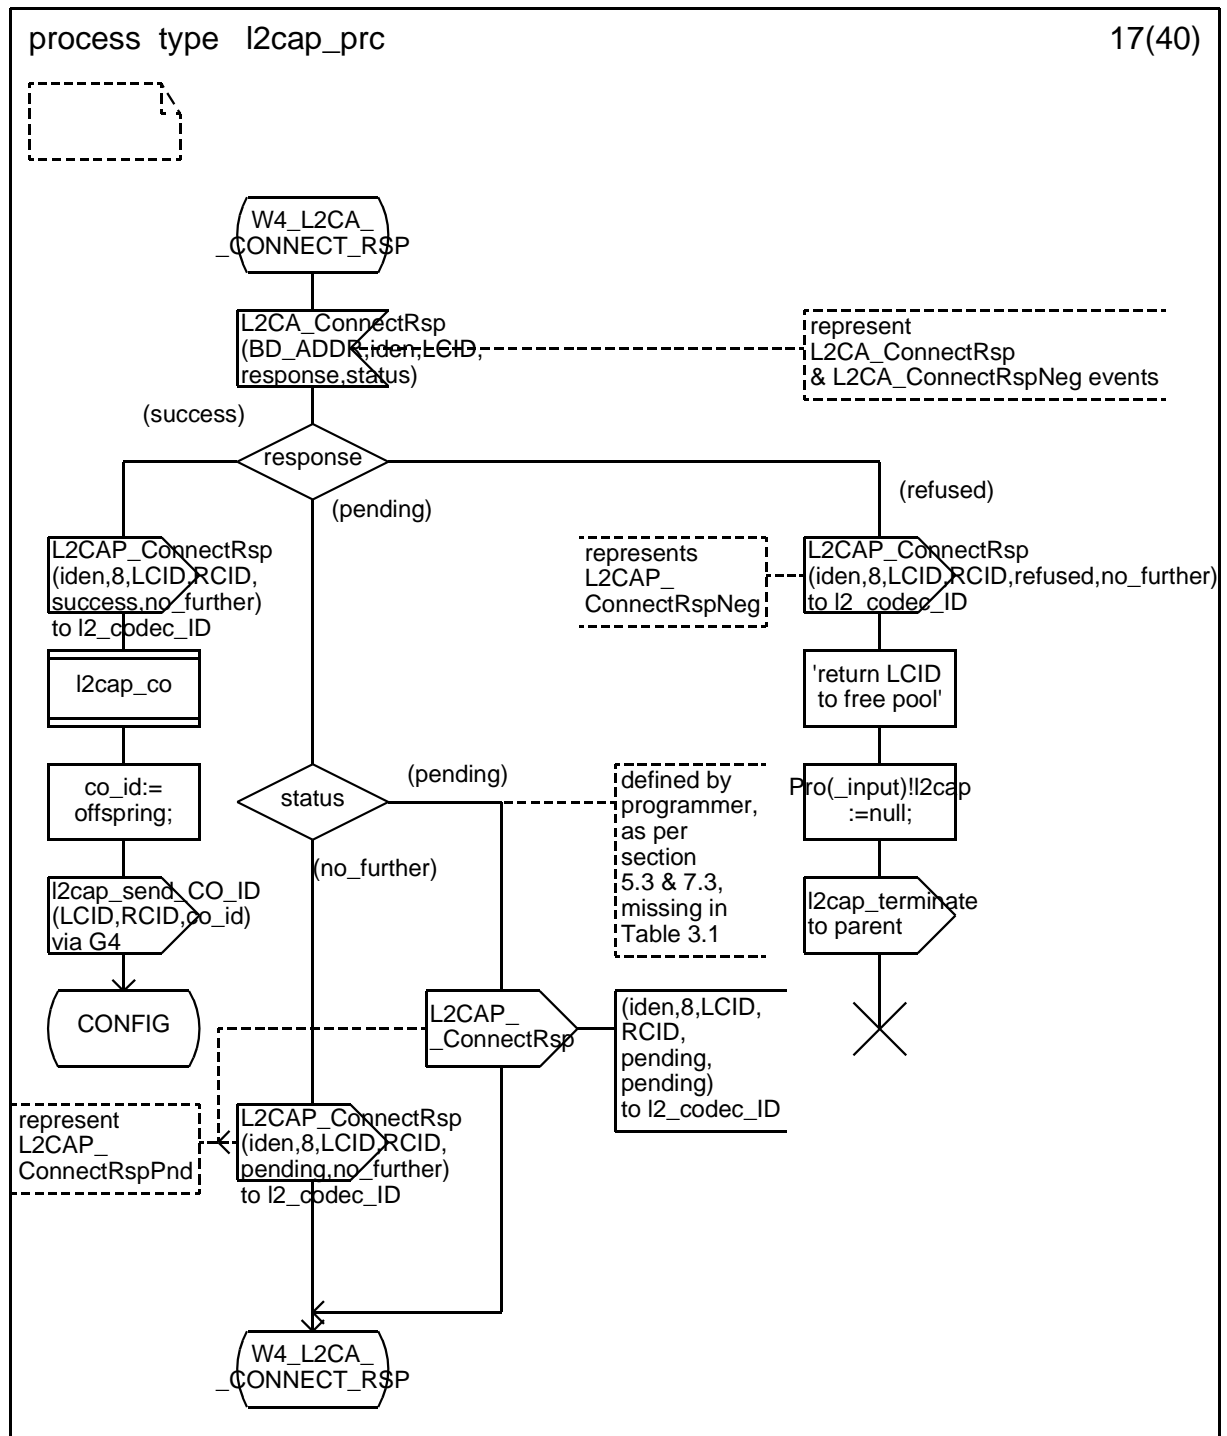 process type l2cap_prc
17(40)
W4_L2CA_
_CONNECT_RSP
L2CA_ConnectRsp
(BD_ADDR,iden,LCID,
response,status)
represent
L2CA_ConnectRsp
& L2CA_ConnectRspNeg events
(success)
response
(pending)
(refused)
L2CAP_ConnectRsp
(iden,8,LCID,RCID,
success,no_further)
to l2_codec_ID
represents
L2CAP_
ConnectRspNeg
L2CAP_ConnectRsp
(iden,8,LCID,RCID,refused,no_further)
to l2_codec_ID
l2cap_co
'return LCID
to free pool'
co_id:=
offspring;
status
(pending)
(no_further)
defined by
programmer,
as per
section
5.3 & 7.3,
missing in
Table 3.1
Pro(_input)!l2cap
:=null;
l2cap_send_CO_ID
(LCID,RCID,co_id)
via G4
l2cap_terminate
to parent
CONFIG
L2CAP_
_ConnectRsp
(iden,8,LCID,
RCID,
pending,
pending)
to l2_codec_ID
represent
L2CAP_
ConnectRspPnd
L2CAP_ConnectRsp
(iden,8,LCID,RCID,
pending,no_further)
to l2_codec_ID
W4_L2CA_
_CONNECT_RSP